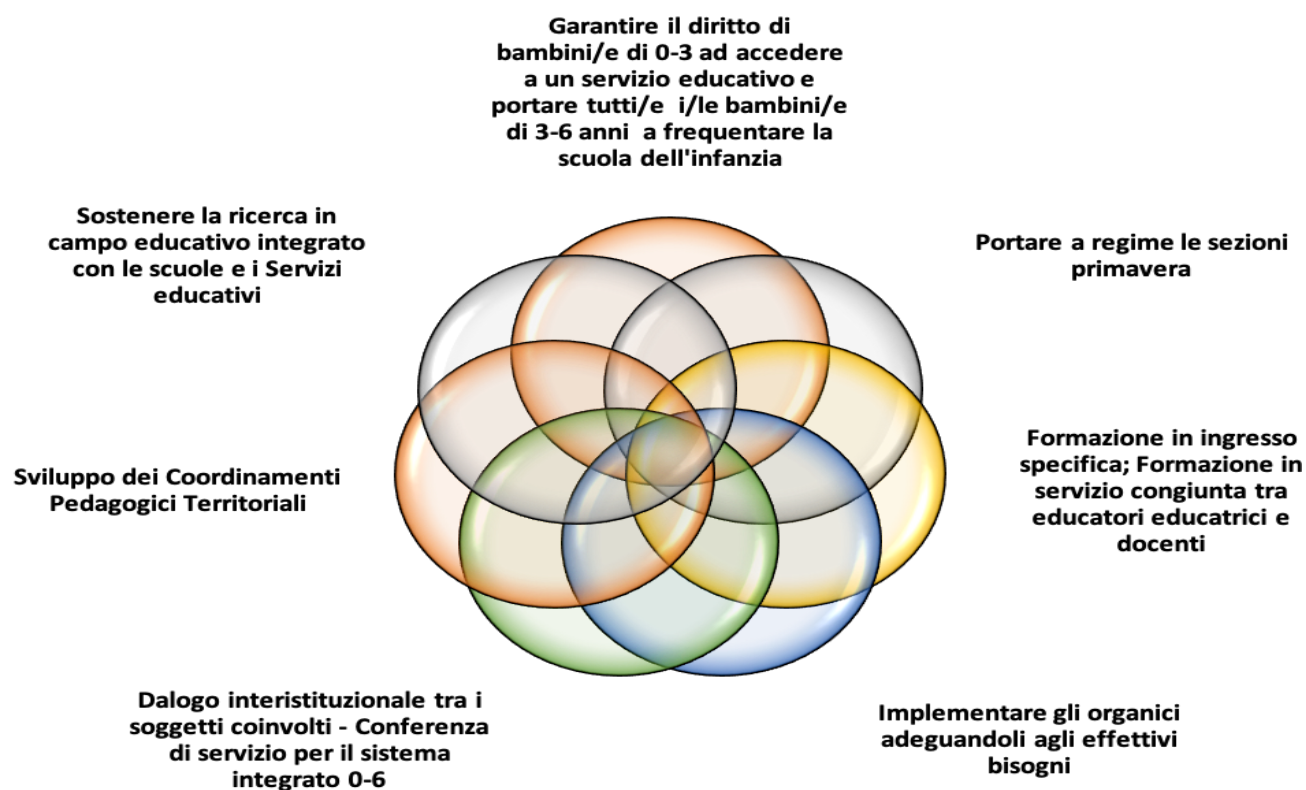 Garantire il diritto di
bambini/e di 0-3 ad accedere
a un servizio educativo e
portare tutti/e i/le bambini/e
di 3-6 anni a frequentare la
scuola dell'infanzia
Sostenere la ricerca in
campo educativo integrato
con le scuole e i Servizi
educativi
Portare a regime le sezioni
primavera
Sviluppo dei Coordinamenti
Pedagogici Territoriali
Formazione in ingresso
specifica; Formazione in
servizio congiunta tra
educatori educatrici e
docenti
Dalogo interistituzionale tra i
soggetti coinvolti - Conferenza
di servizio per il sistema
integrato 0-6
Implementare gli organici
adeguandoli agli effettivi
bisogni